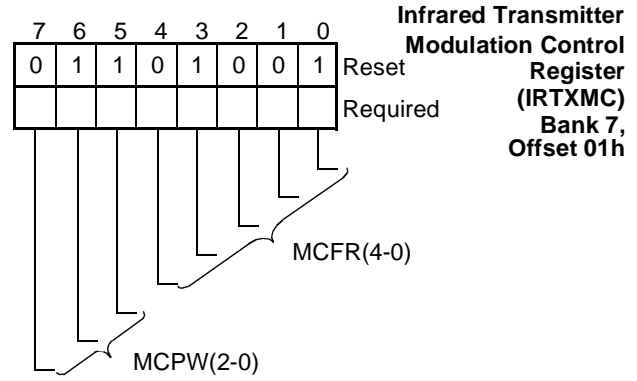 Infrared Transmitter
Modulation Control
Register
(IRTXMC)
Bank 7,
Offset 01h
7 6 5 4 3 2 1 0
0 1 1 0 1 0 0 1 Reset
Required
MCFR(4-0)
MCPW(2-0)